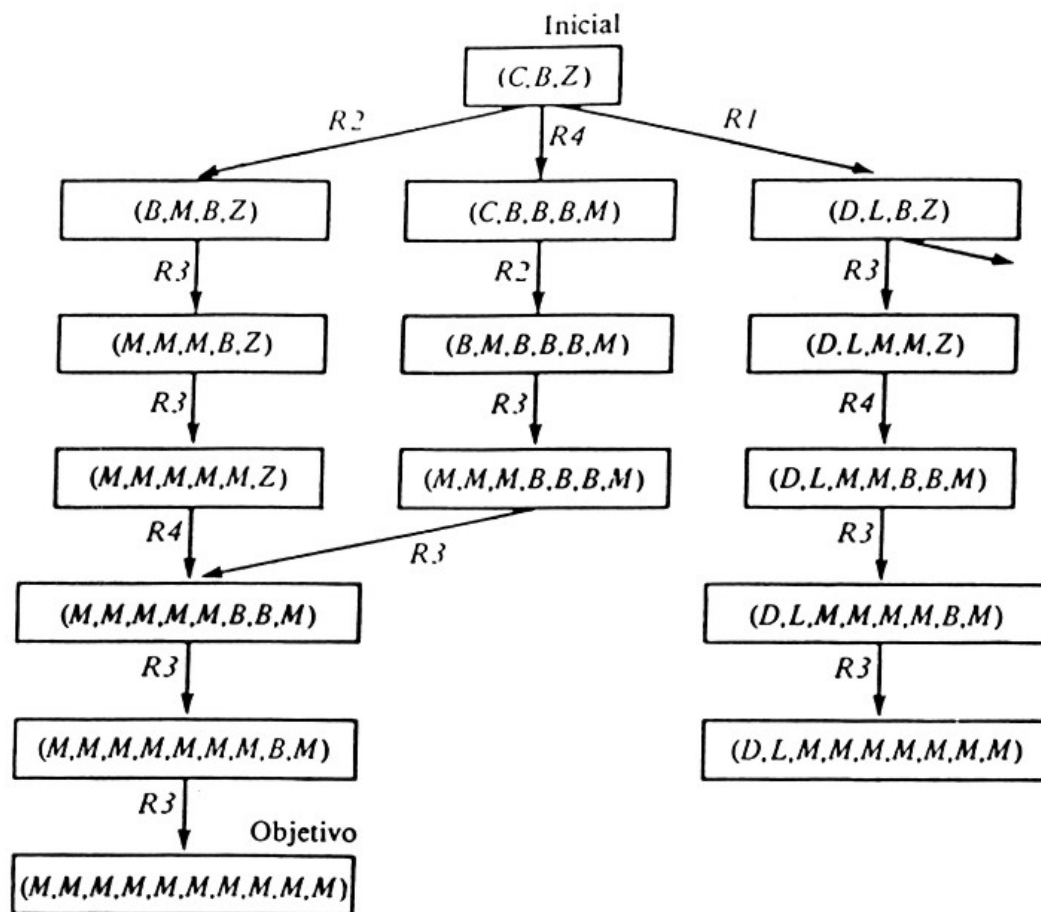 Inicial
(C,B,Z)
R2
R4
R1
(B,M,B,Z)
(C,B,B,B,M)
(D,L,B,Z)
R3
R2
R3
(M,M,M,B,Z)
(B,M,B,B,B,M)
(D,L,M,M,Z)
R3
R3
R4
(M,M,M,M,M,Z)
(M,M,M,B,B,B,M)
(D,L,M,M,B,B,M)
R4
R3
R3
(M,M,M,M,M,B,B,M)
(D,L,M,M,M,M,B,M)
R3
R3
(M,M,M,M,M,M,M,B,M)
(D,L,M,M,M,M,M,M,M)
R3
Objetivo
(M,M,M,M,M,M,M,M,M,M)